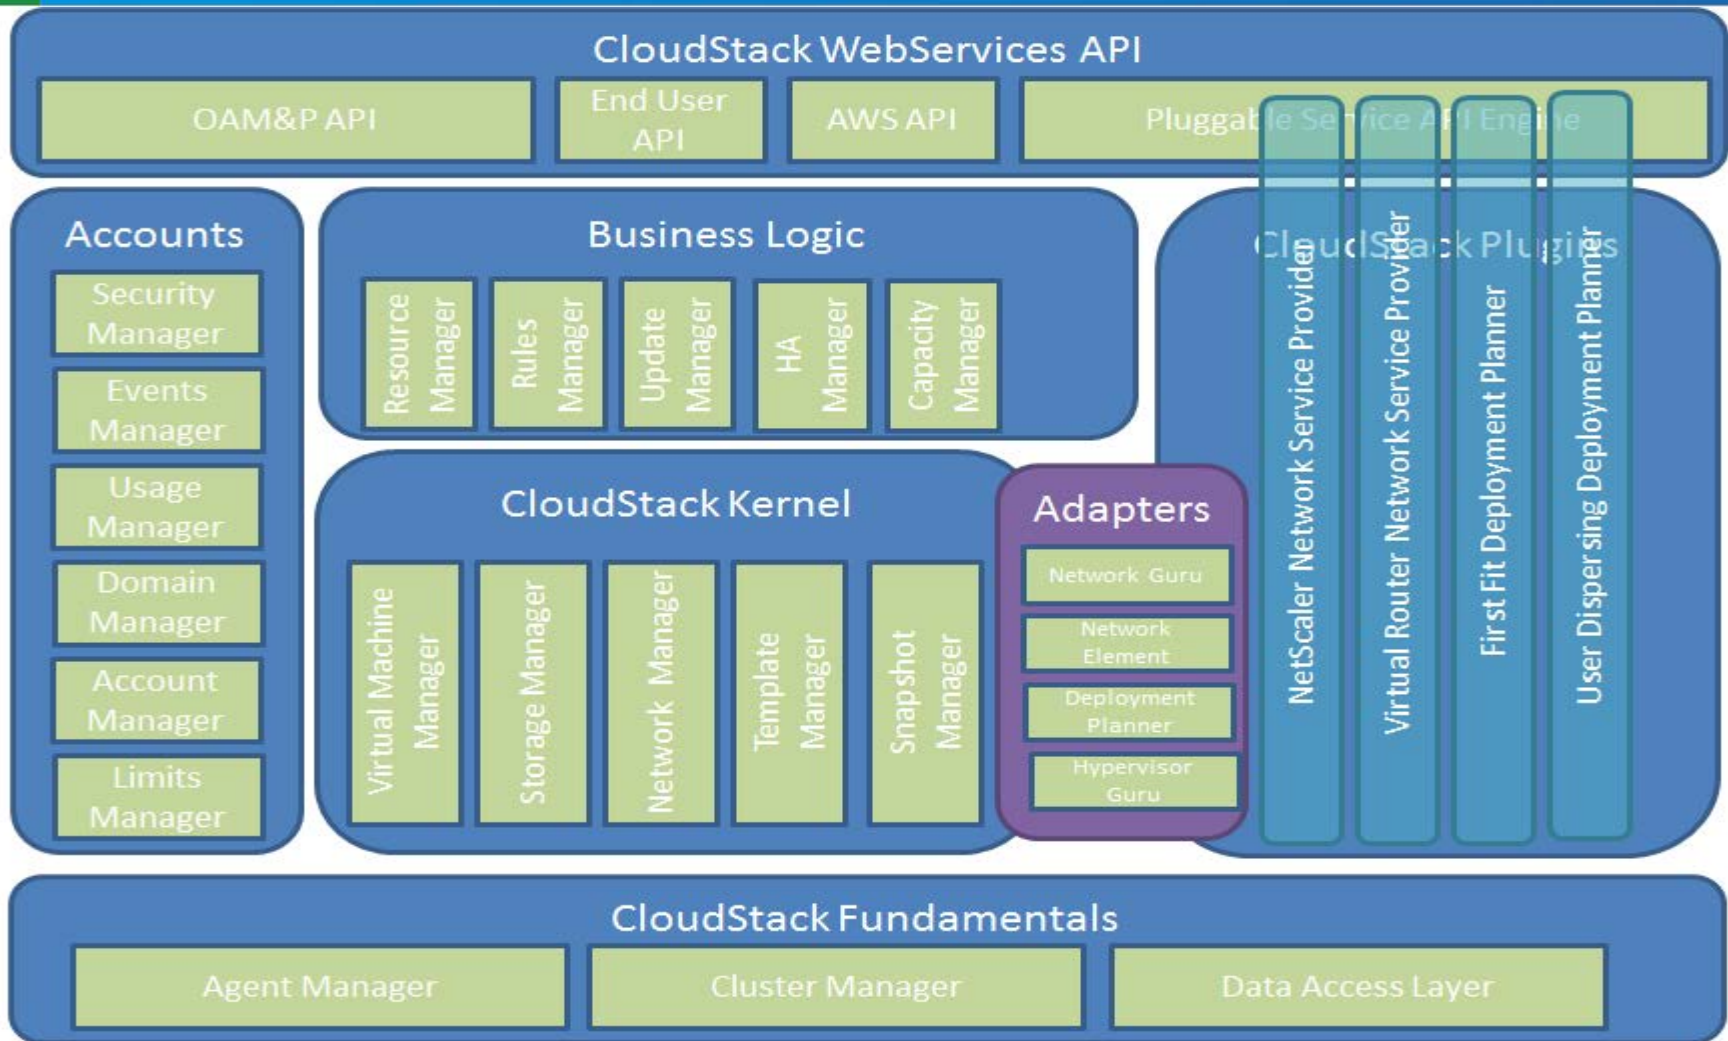 CloudStack WebServices API
OAM&P API
End User
API
AWS API
Pluggable Service API Engine
Accounts
Security
Manager
Events
Manager
Usage
Manager
Domain
Manager
Account
Manager
Limits
Manager
Business Logic
Resource
Manager
Rules
Manager
Update
Manager
HA
Manager
Capacity
Manager
CloudStack Kernel
Virtual Machine
Manager
Storage Manager
Network Manager
Template
Manager
Snapshot
Manager
Adapters
Network Guru
Network
Element
Deployment
Planner
Hypervisor
Guru
CloudStack Plugins
NetScaler Network Service Provider
Virtual Router Network Service Provider
First Fit Deployment Planner
User Dispersing Deployment Planner
CloudStack Fundamentals
Agent Manager
Cluster Manager
Data Access Layer